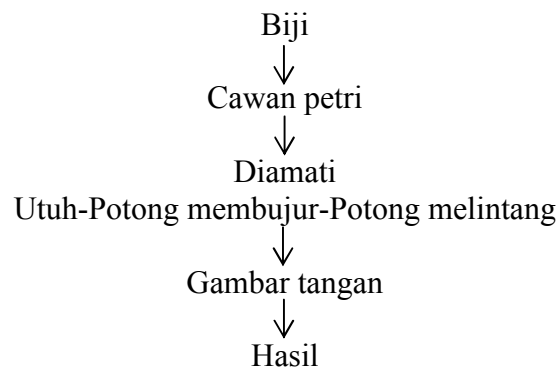 Biji
Cawan petri
Diamati
Utuh-Potong membujur-Potong melintang
Gambar tangan
Hasil